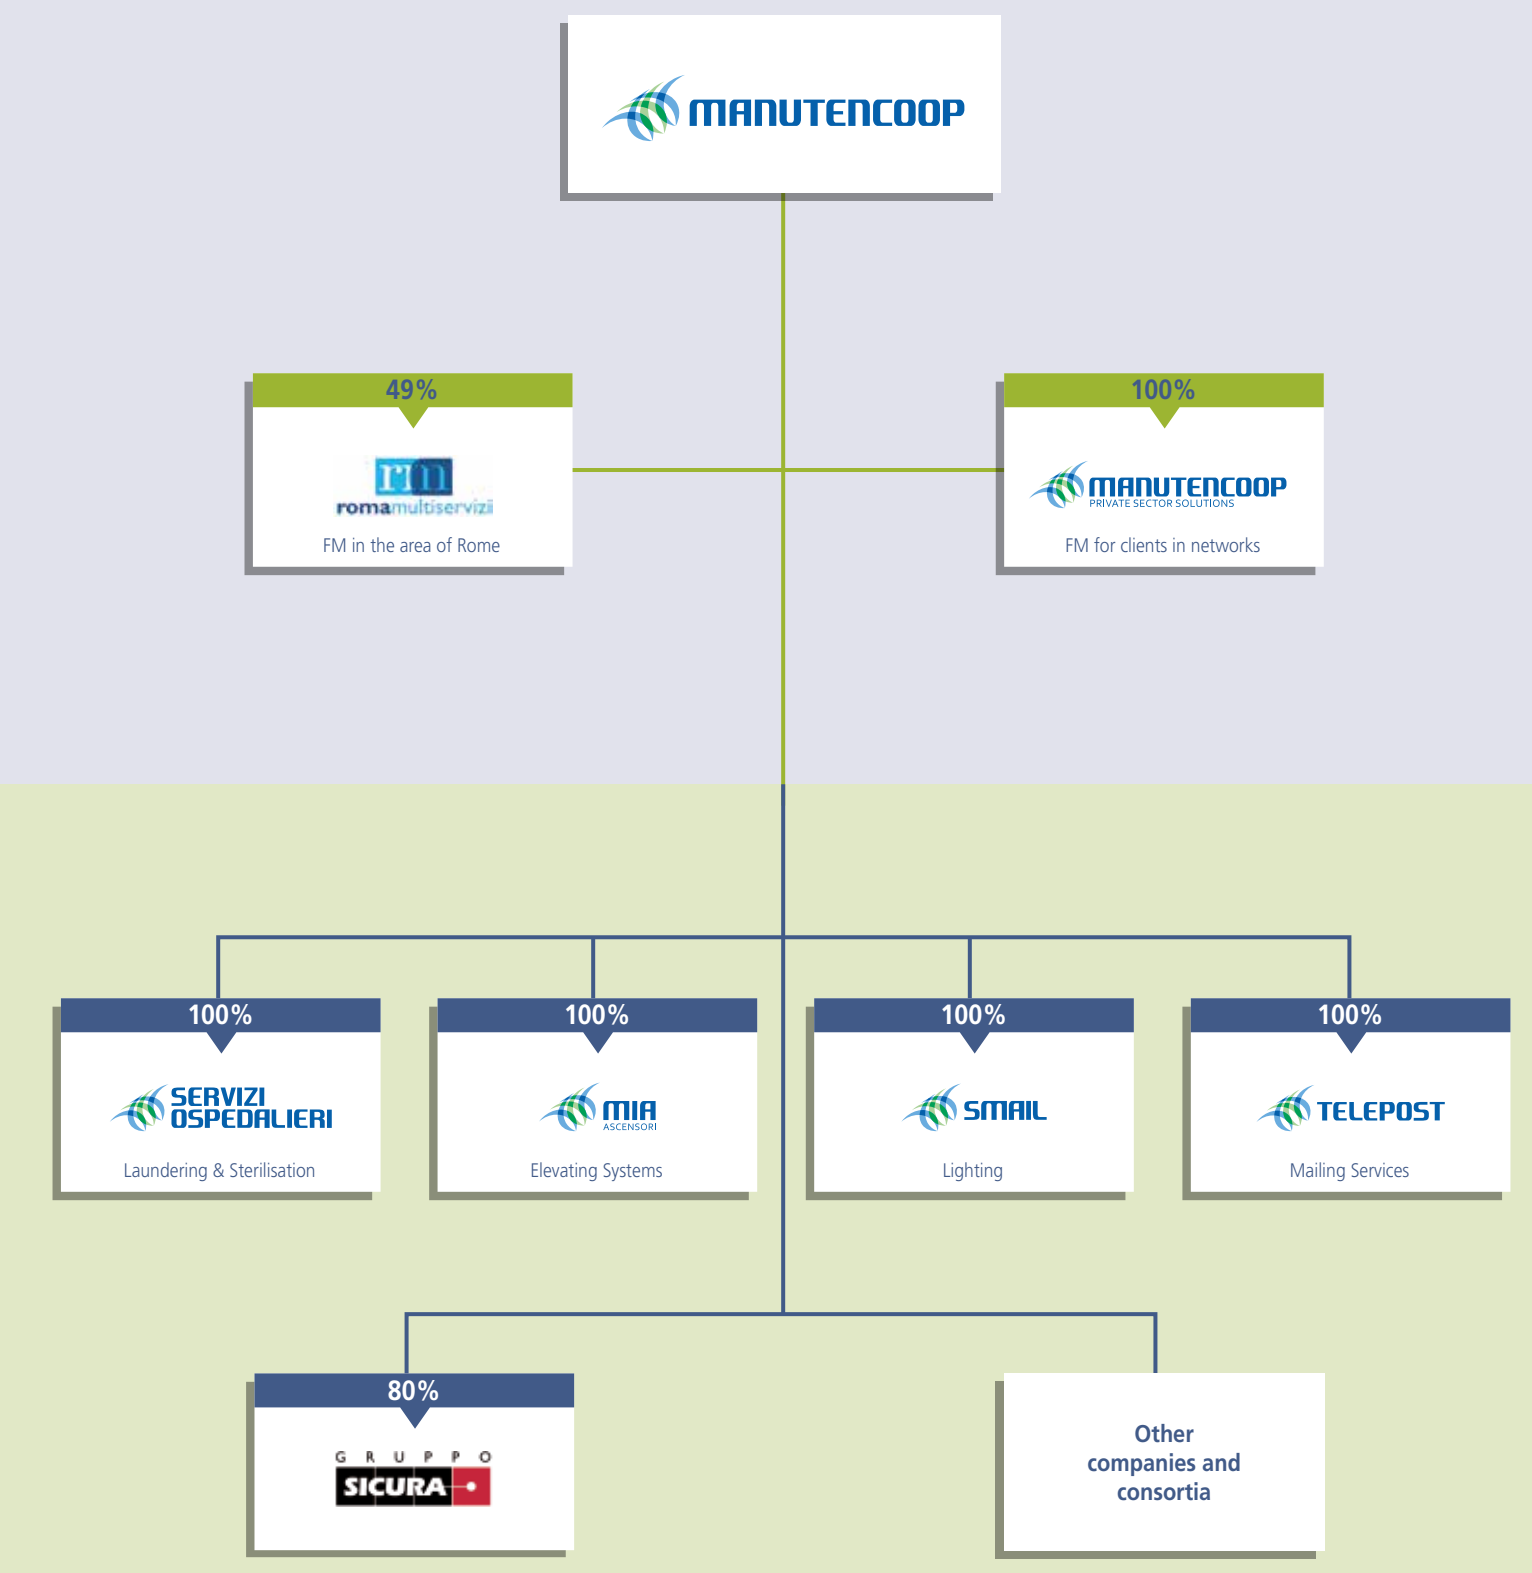 MANUTENCOOP
49%
rm
romamultiservizi
FM in the area of Rome
100%
MANUTENCOOP
PRIVATE SECTOR SOLUTIONS
FM for clients in networks
100%
SERVIZI
OSPEDALIERI
Laundering & Sterilisation
100%
MIA
ASCENSORI
Elevating Systems
100%
SMAIL
Lighting
100%
TELEPOST
Mailing Services
80%
GRUPPO
SICURA
Other
companies and
consortia